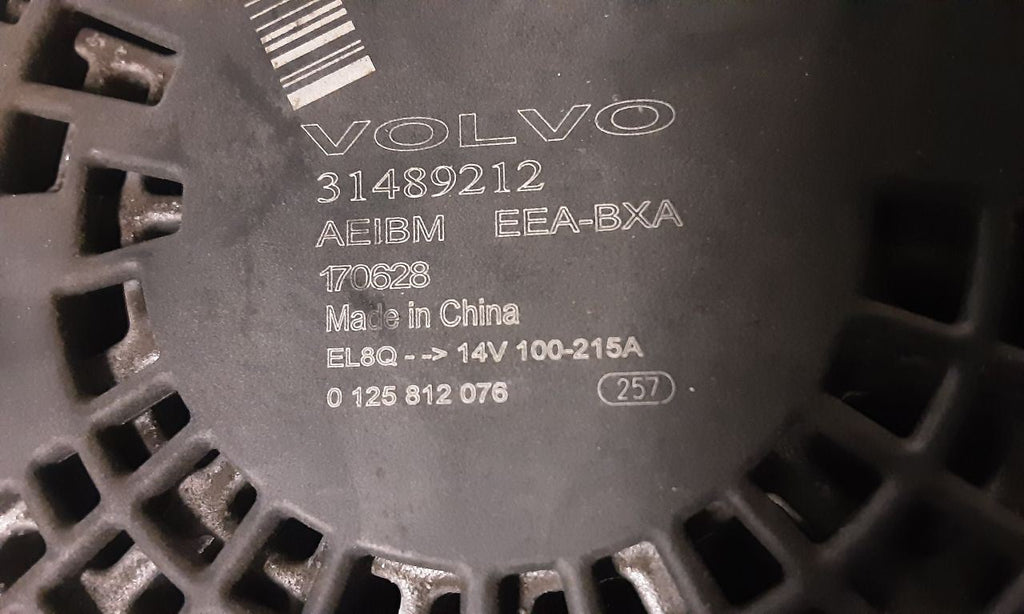 VOLVO
31489212
AEIBM EEA-BXA
170628
Made in China
EL8Q --> 14V 100-215A
0 125 812 076 257